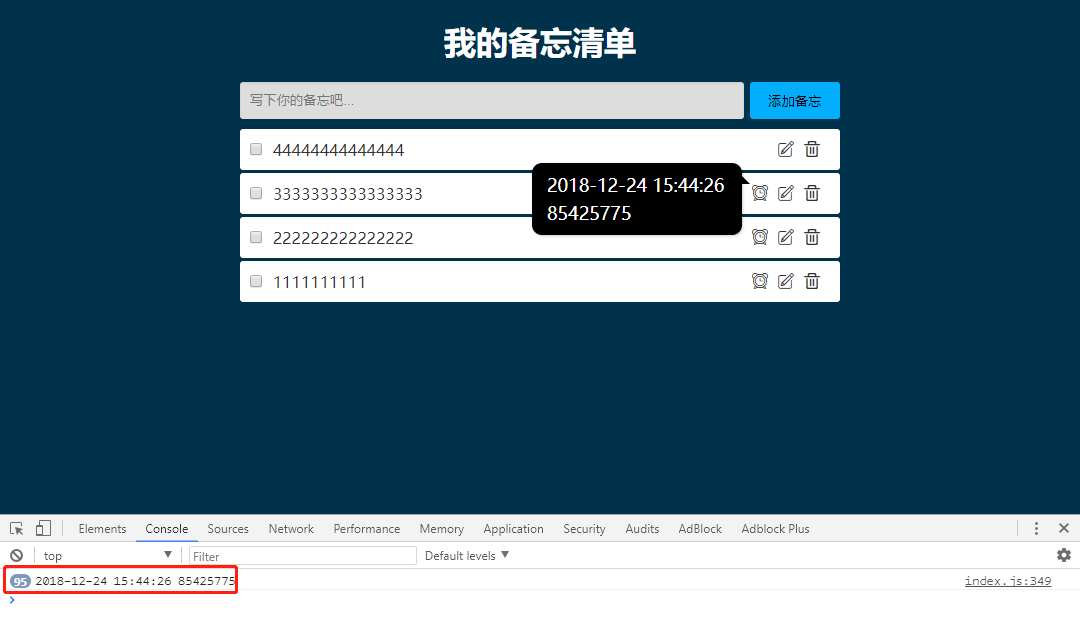 我的备忘清单
写下你的备忘吧...
添加备忘
44444444444444
3333333333333333
2018-12-24 15:44:26
85425775
222222222222222
1111111111
Elements Console Sources Network Performance Memory Application Security Audits AdBlock Adblock Plus
top Filter Default levels
95 2018-12-24 15:44:26 85425775 index.js:349